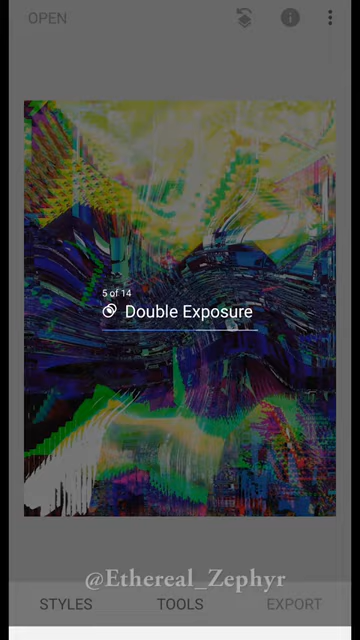 OPEN
5 of 14
Double Exposure
@Ethereal_Zephyr
STYLES TOOLS EXPORT